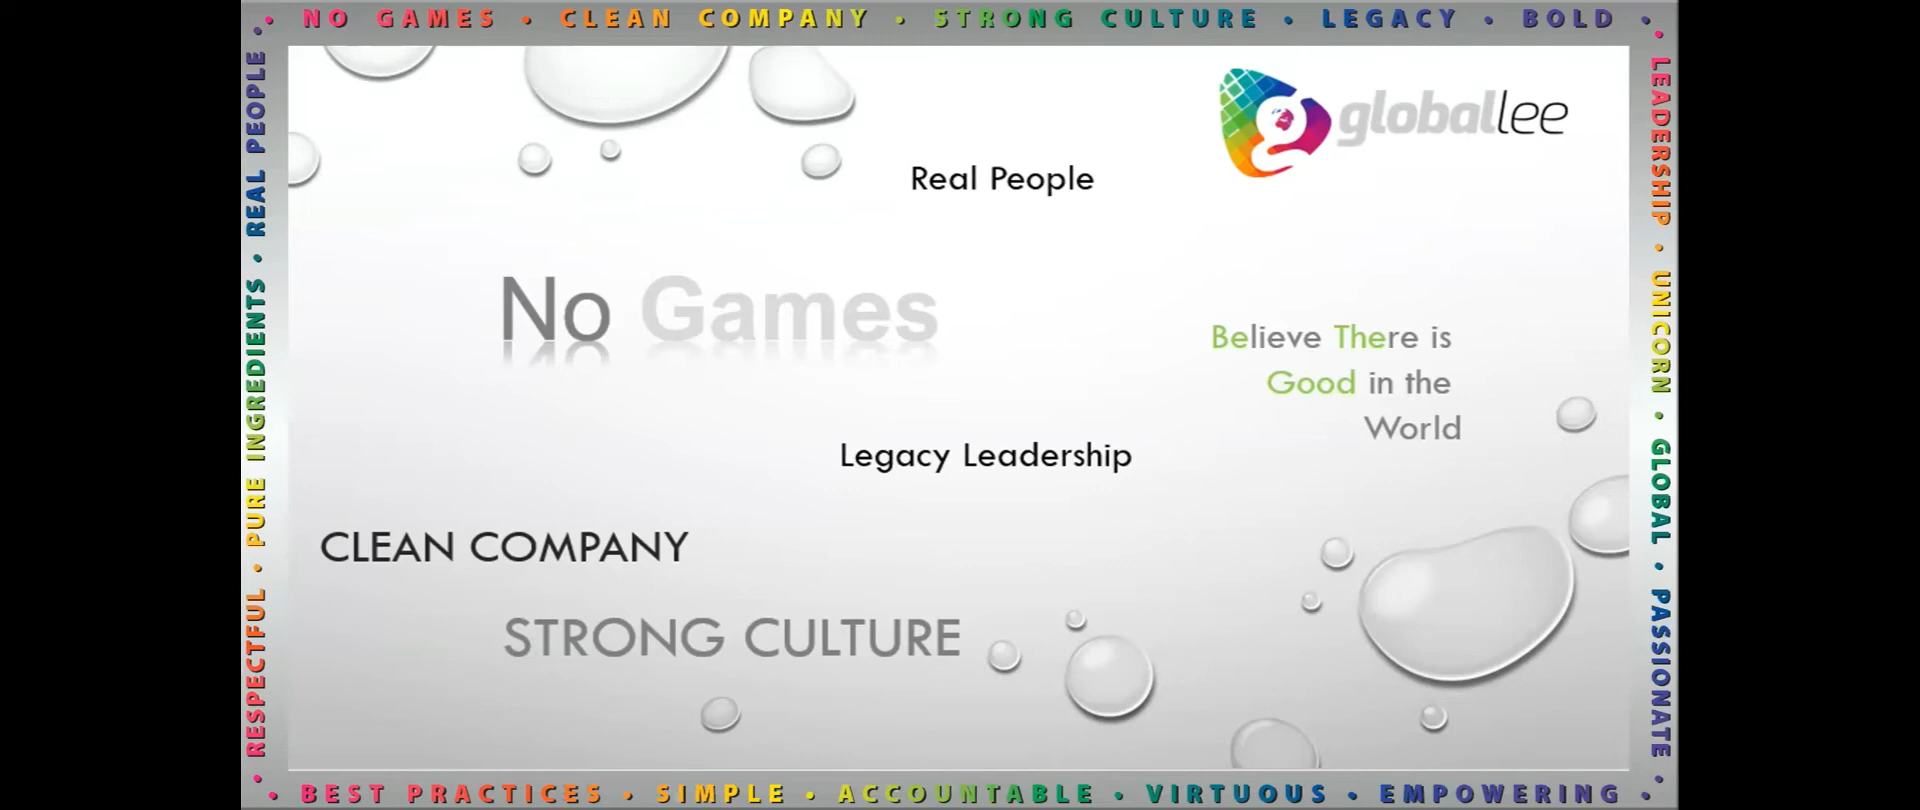 • NO GAMES • CLEAN COMPANY • STRONG CULTURE • LEGACY • BOLD •
globallee
Real People
No Games
Believe There is
Good in the
World
Legacy Leadership
CLEAN COMPANY
STRONG CULTURE
• LEADERSHIP • UNICORN • GLOBAL • PASSIONATE •
• BEST PRACTICES • SIMPLE • ACCOUNTABLE • VIRTUOUS • EMPOWERING •
• RESPECTFUL • PURE INGREDIENTS • REAL PEOPLE •